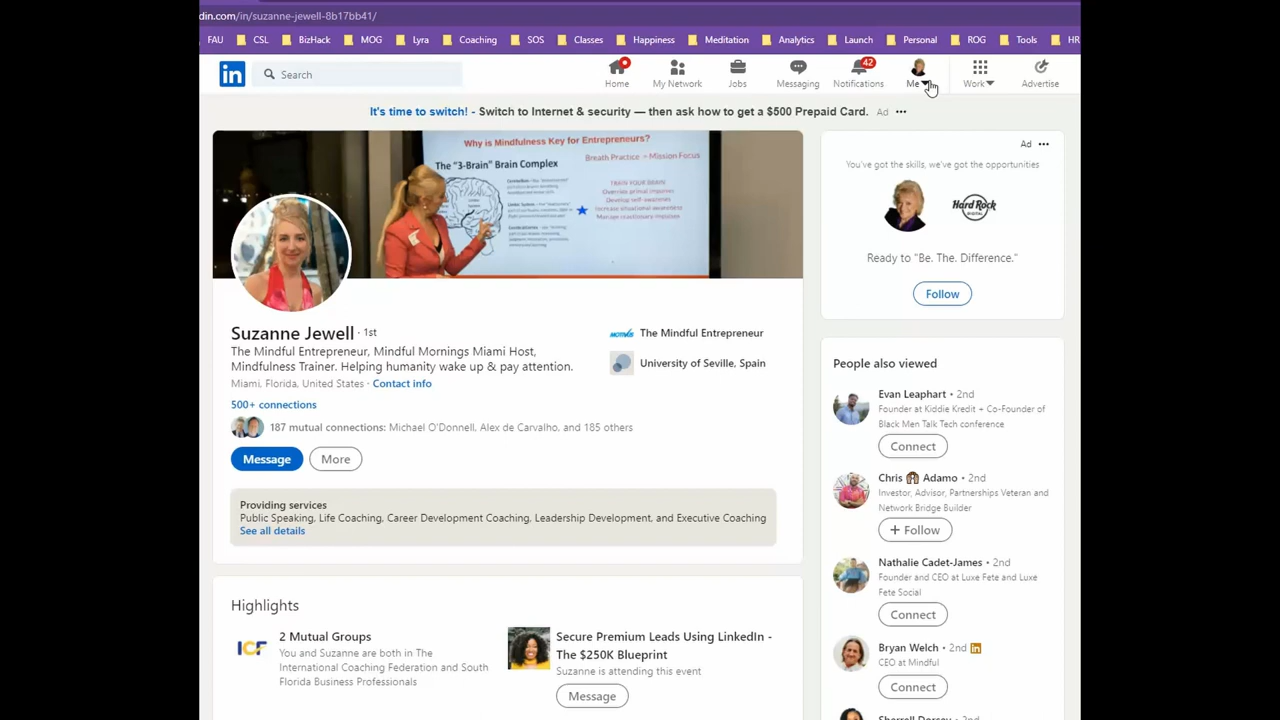 din.com/in/suzanne-jewell-8b17bb41/
FAU CSL BizHack MOG Lyra Coaching SOS Classes Happiness Meditation Analytics Launch Personal ROG Tools HR
in Search Home My Network Jobs Messaging 42 Notifications Me Work Advertise
It's time to switch! - Switch to Internet & security — then ask how to get a $500 Prepaid Card. Ad
Why is Mindfulness Key for Entrepreneurs?
Breath Practice = Mission Focus
The "3-Brain" Brain Complex
TRAIN YOUR BRAIN
Develop self awareness
Increase situational awareness
Suzanne Jewell · 1st
The Mindful Entrepreneur, Mindful Mornings Miami Host,
Mindfulness Trainer. Helping humanity wake up & pay attention.
Miami, Florida, United States · Contact info
500+ connections
187 mutual connections: Michael O'Donnell, Alex de Carvalho, and 185 others
Message More
The Mindful Entrepreneur
University of Seville, Spain
Providing services
Public Speaking, Life Coaching, Career Development Coaching, Leadership Development, and Executive Coaching
See all details
Highlights
ICF
2 Mutual Groups
You and Suzanne are both in The
International Coaching Federation and South
Florida Business Professionals
Secure Premium Leads Using LinkedIn -
The $250K Blueprint
Suzanne is attending this event
Message
Ad
You've got the skills, we've got the opportunities
Hard Rock
DIGITAL
Ready to "Be. The. Difference."
Follow
People also viewed
Evan Leaphart • 2nd
Founder at Kiddie Kredit + Co-Founder of
Black Men Talk Tech conference
Connect
Chris Adamo • 2nd
Investor, Advisor, Partnerships Veteran and
Network Bridge Builder
+ Follow
Nathalie Cadet-James • 2nd
Founder and CEO at Luxe Fete and Luxe
Fete Social
Connect
Bryan Welch • 2nd in
CEO at Mindful
Connect
Sherrell Dorsey • 2nd